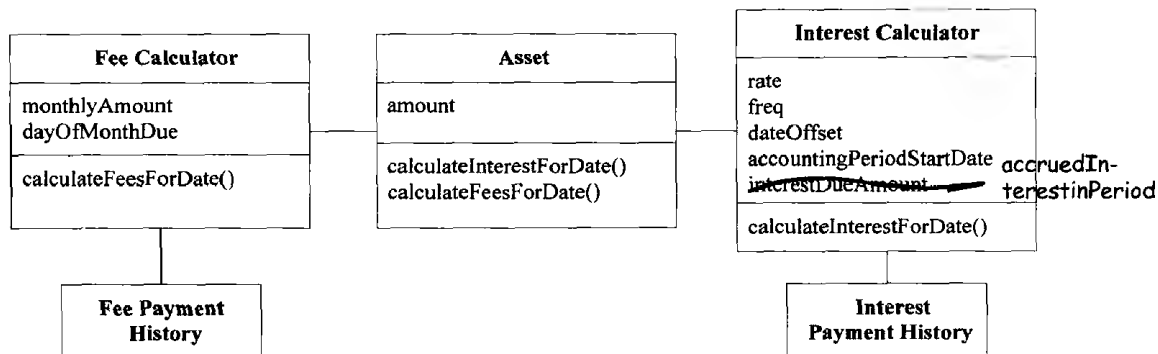 Fee Calculator
monthlyAmount
dayOfMonthDue
calculateFeesForDate()
Fee Payment
History
Asset
amount
calculateInterestForDate()
calculateFeesForDate()
Interest Calculator
rate
freq
dateOffset
accountingPeriodStartDate
interestDueAmount
accruedIn-
terestinPeriod
calculateInterestForDate()
Interest
Payment History